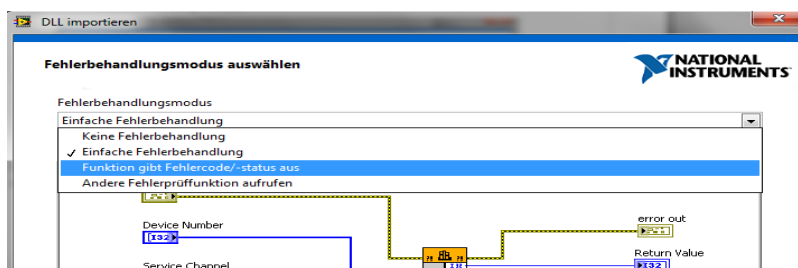 DLL importieren
Fehlerbehandlungsmodus auswählen
NATIONAL
INSTRUMENTS
Fehlerbehandlungsmodus
Einfache Fehlerbehandlung
Keine Fehlerbehandlung
✓ Einfache Fehlerbehandlung
Funktion gibt Fehlercode/-status aus
Andere Fehlerprüffunktion aufrufen
Device Number
I32
error out
Return Value
I32
Service Channel